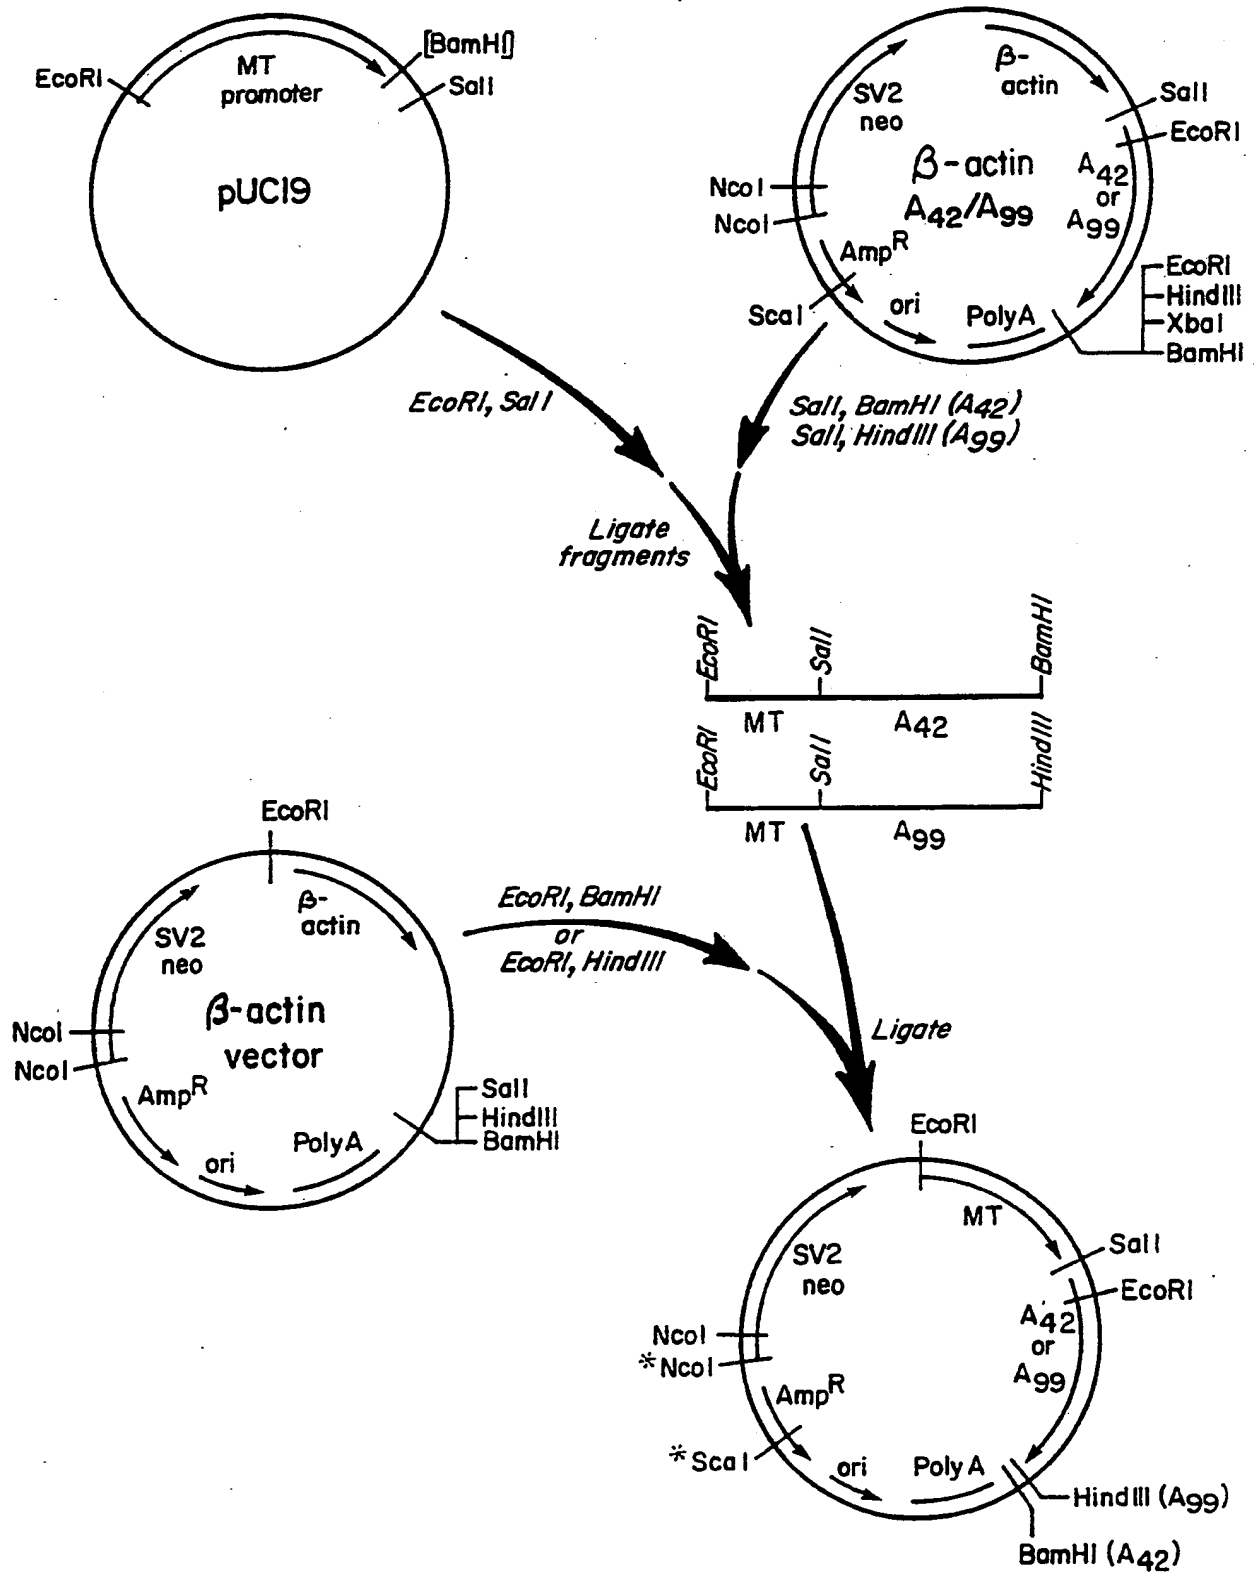 EcoRI
MT
promoter
[BamHI]
SalI
pUC19
SV2
neo
β-
actin
SalI
EcoRI
β-actin
A42/A99
A42
or
A99
NcoI
NcoI
AmpR
ScaI
ori
PolyA
EcoRI
HindIII
XbaI
BamHI
EcoRI, SalI
SalI, BamHI (A42)
SalI, HindIII (A99)
Ligate
fragments
EcoRI
SalI
BamHI
MT
A42
EcoRI
SalI
HindIII
MT
A99
EcoRI
β-
actin
SV2
neo
β-actin
vector
NcoI
NcoI
AmpR
ori
PolyA
SalI
HindIII
BamHI
EcoRI, BamHI
or
EcoRI, HindIII
Ligate
EcoRI
MT
SalI
EcoRI
SV2
neo
A42
or
A99
NcoI
*NcoI
AmpR
*ScaI
ori
PolyA
HindIII (A99)
BamHI (A42)